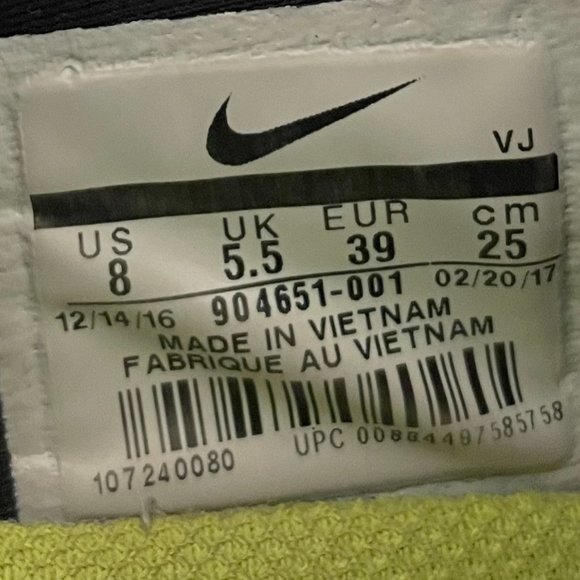 VJ
US UK EUR cm
8 5.5 39 25
12/14/16 904651-001 02/20/17
MADE IN VIETNAM
FABRIQUE AU VIETNAM
107240080 UPC 00884497585758